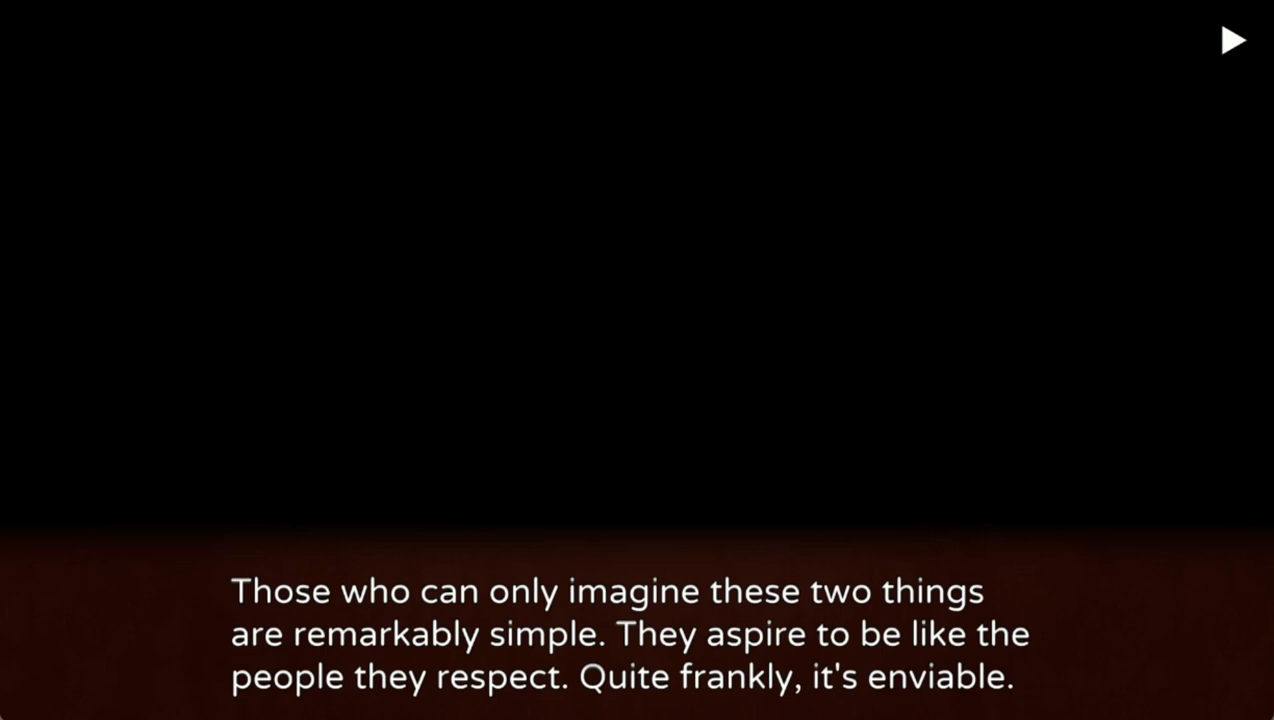 Those who can only imagine these two things
are remarkably simple. They aspire to be like the
people they respect. Quite frankly, it's enviable.